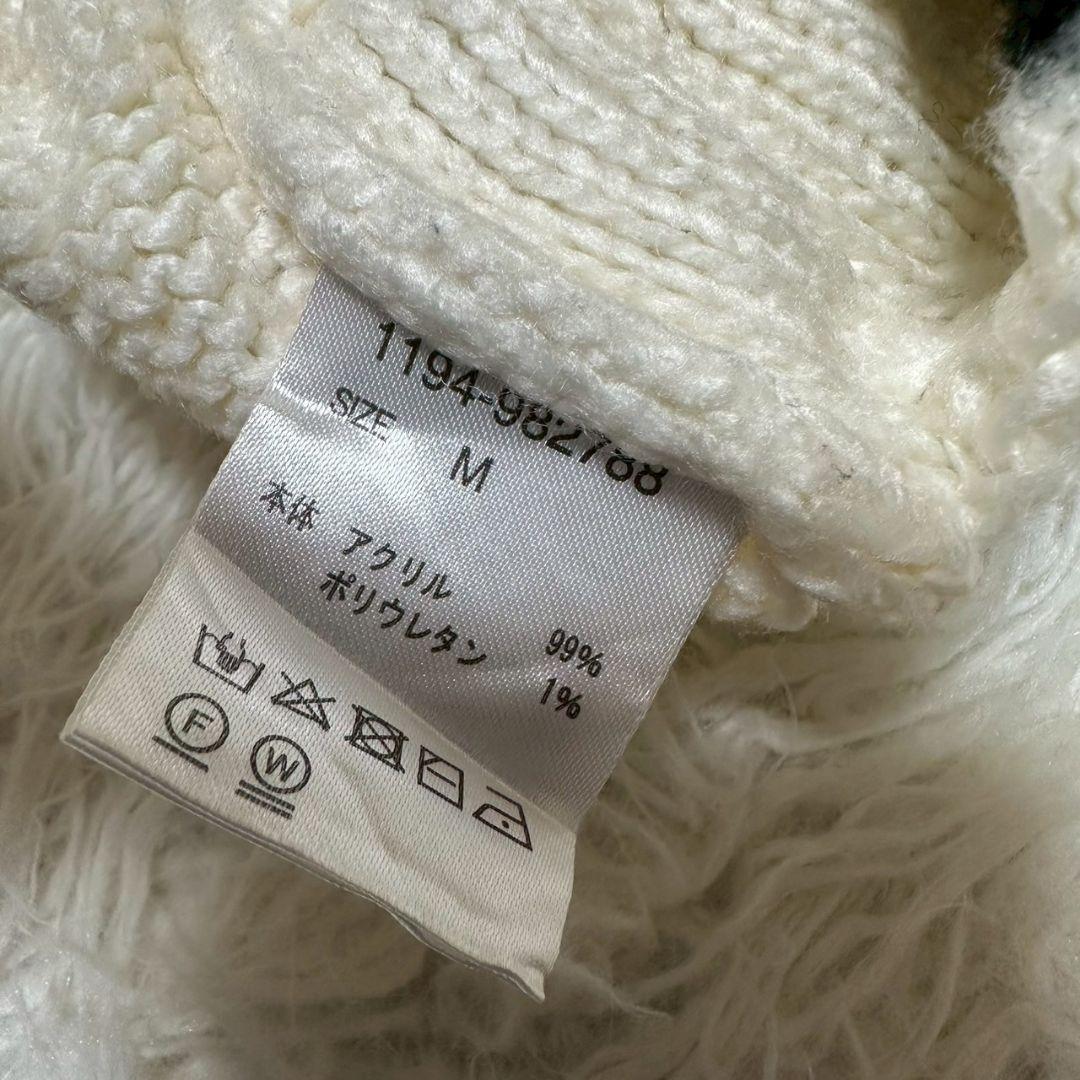 1194-982788
SIZE M
本体 アクリル 99%
ポリウレタン 1%
F
W